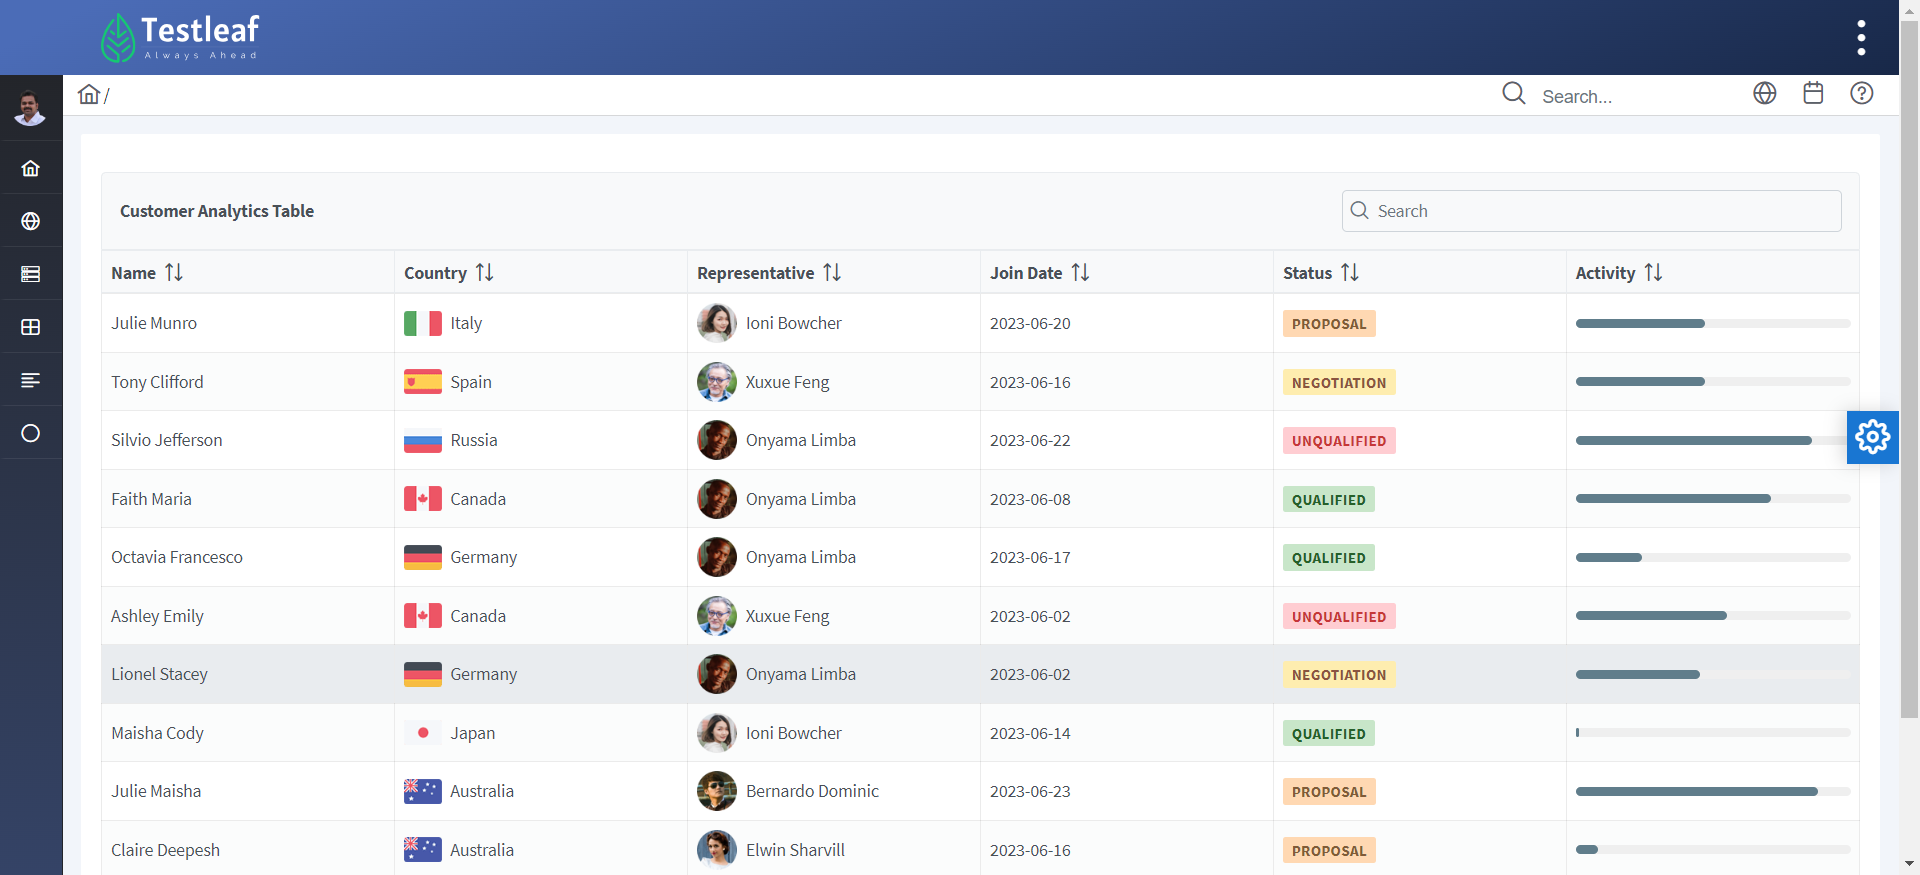 Testleaf
Always Ahead
/
Search...
Customer Analytics Table
Search
Name Country Representative Join Date Status Activity
Julie Munro Italy Ioni Bowcher 2023-06-20 PROPOSAL
Tony Clifford Spain Xuxue Feng 2023-06-16 NEGOTIATION
Silvio Jefferson Russia Onyama Limba 2023-06-22 UNQUALIFIED
Faith Maria Canada Onyama Limba 2023-06-08 QUALIFIED
Octavia Francesco Germany Onyama Limba 2023-06-17 QUALIFIED
Ashley Emily Canada Xuxue Feng 2023-06-02 UNQUALIFIED
Lionel Stacey Germany Onyama Limba 2023-06-02 NEGOTIATION
Maisha Cody Japan Ioni Bowcher 2023-06-14 QUALIFIED
Julie Maisha Australia Bernardo Dominic 2023-06-23 PROPOSAL
Claire Deepesh Australia Elwin Sharvill 2023-06-16 PROPOSAL